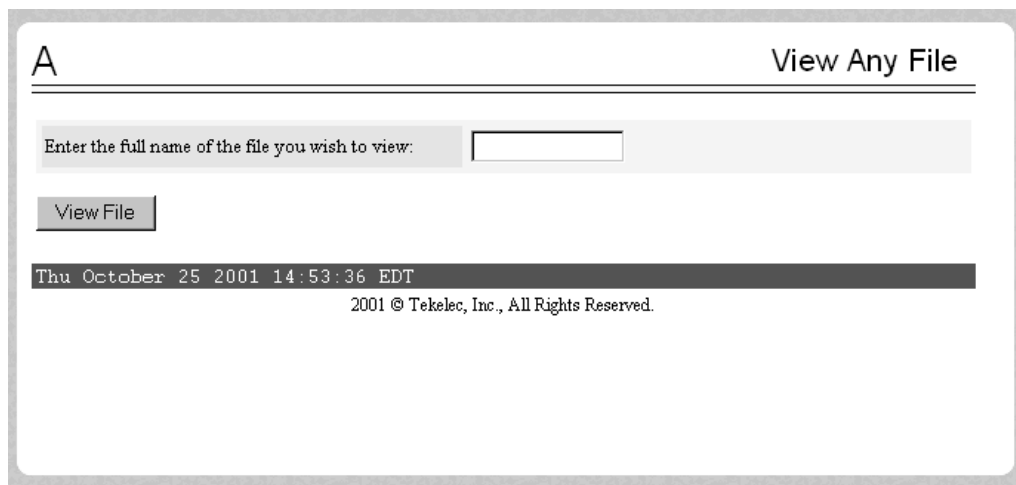 A View Any File
Enter the full name of the file you wish to view:
View File
Thu October 25 2001 14:53:36 EDT
2001 © Tekelec, Inc., All Rights Reserved.